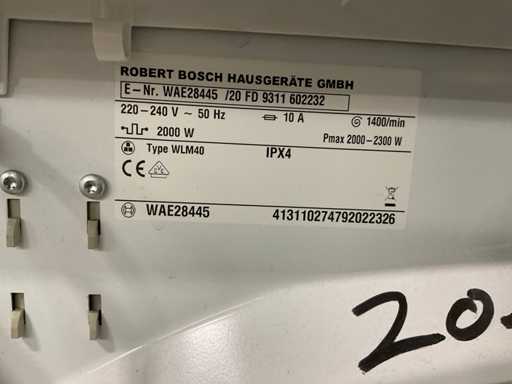 ROBERT BOSCH HAUSGERÄTE GMBH
E-Nr. WAE28445 /20 FD 9311 602232
220-240 V ~ 50 Hz 10 A 1400/min
2000 W Pmax 2000-2300 W
Type WLM40 IPX4
CE
WAE28445 413110274792022326
20